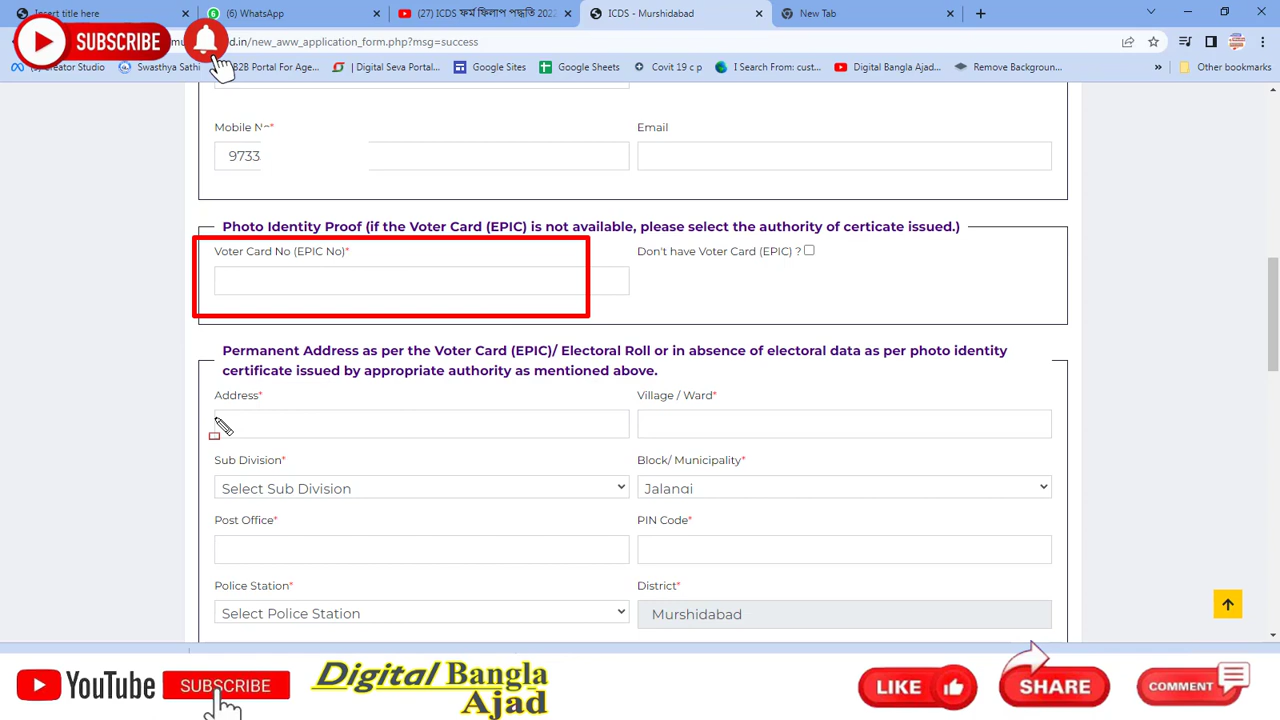 Insert title here
(6) WhatsApp
(27) ICDS ফর্ম ফিলাপ পদ্ধতি 202
ICDS - Murshidabad
New Tab
SUBSCRIBE
d.in/new_aww_application_form.php?msg=success
Creator Studio
Swasthya Sathi
B2B Portal For Age...
| Digital Seva Portal...
Google Sites
Google Sheets
Covid 19 c p
I Search From: cust...
Digital Bangla Ajad...
Remove Backgroun...
»
Other bookmarks
Mobile No*
Email
9733
Photo Identity Proof (if the Voter Card (EPIC) is not available, please select the authority of certicate issued.)
Voter Card No (EPIC No)*
Don't have Voter Card (EPIC) ?
Permanent Address as per the Voter Card (EPIC)/ Electoral Roll or in absence of electoral data as per photo identity
certificate issued by appropriate authority as mentioned above.
Address*
Village / Ward*
Sub Division*
Block/ Municipality*
Select Sub Division
Jalangi
Post Office*
PIN Code*
Police Station*
District*
Select Police Station
Murshidabad
YouTube
SUBSCRIBE
Digital Bangla
Ajad
LIKE
SHARE
COMMENT